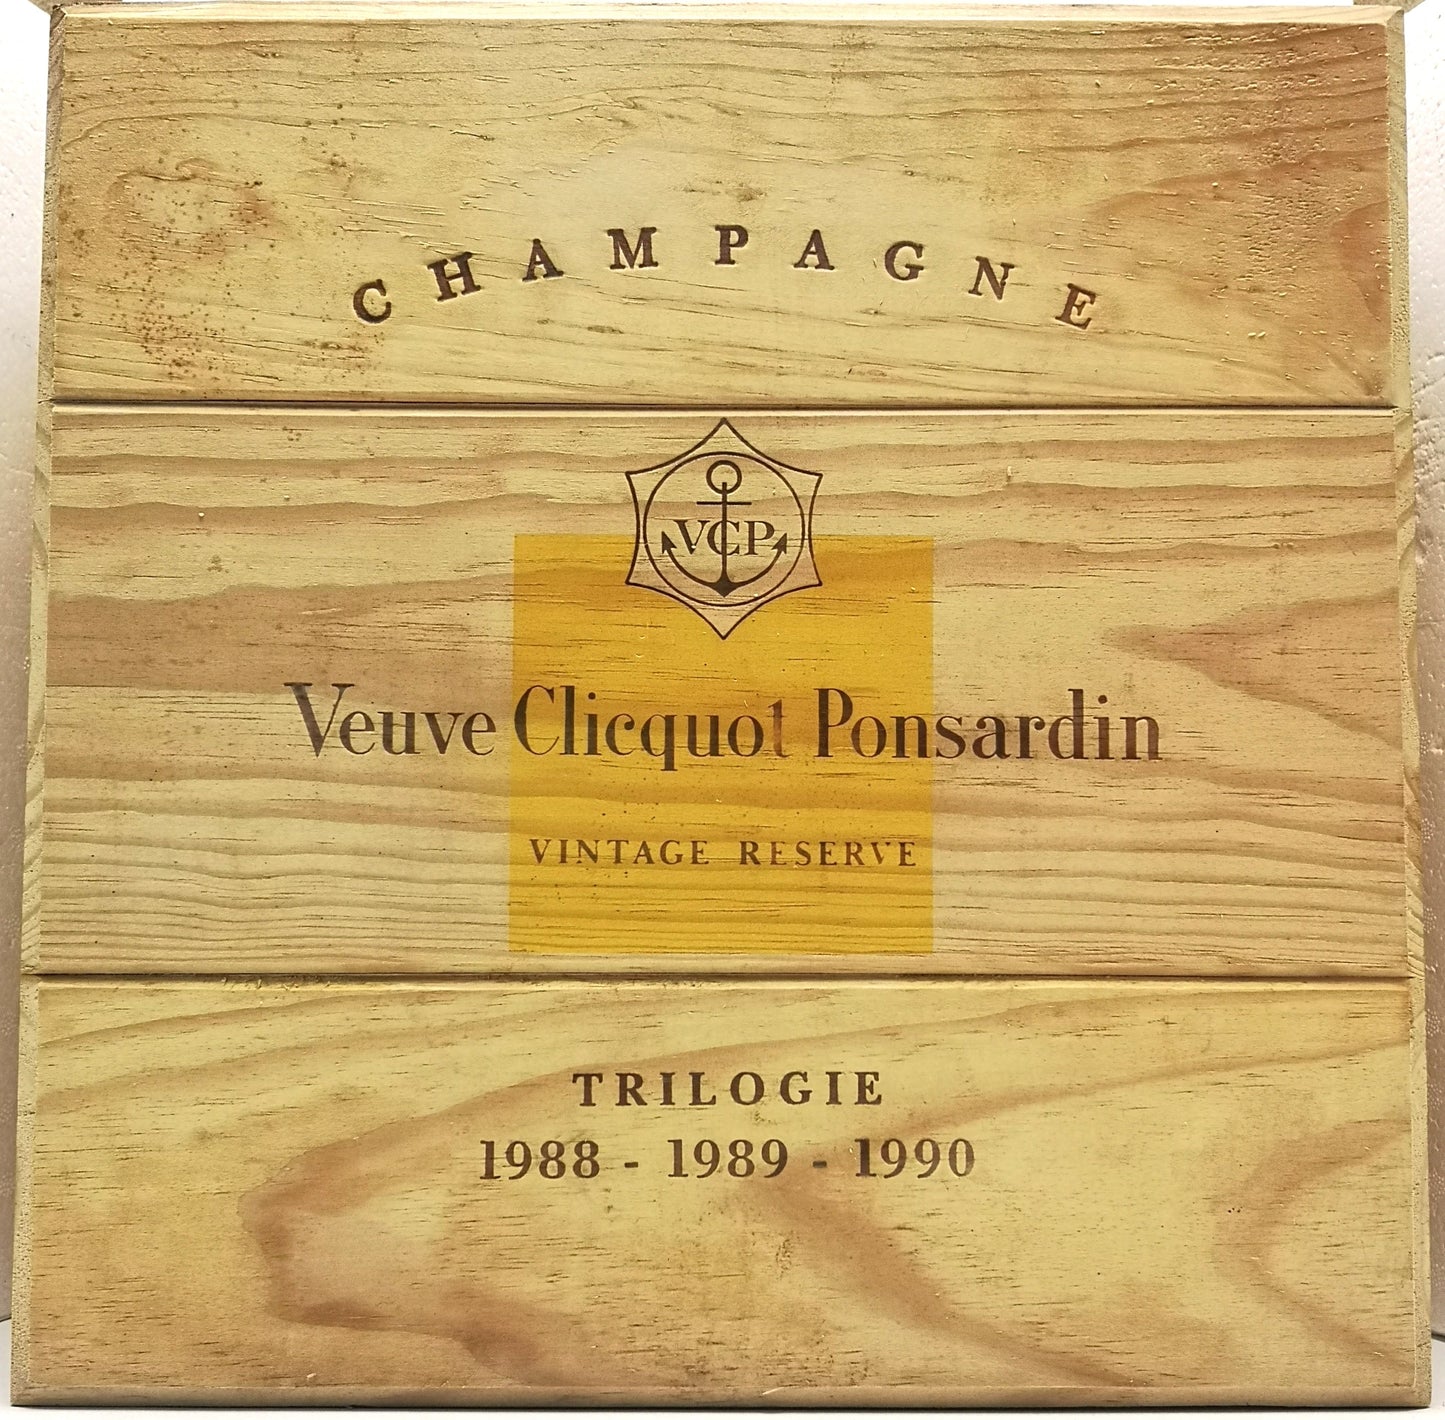 CHAMPAGNE
VCP
Veuve Clicquot Ponsardin
VINTAGE RESERVE
TRILOGIE
1988 - 1989 - 1990